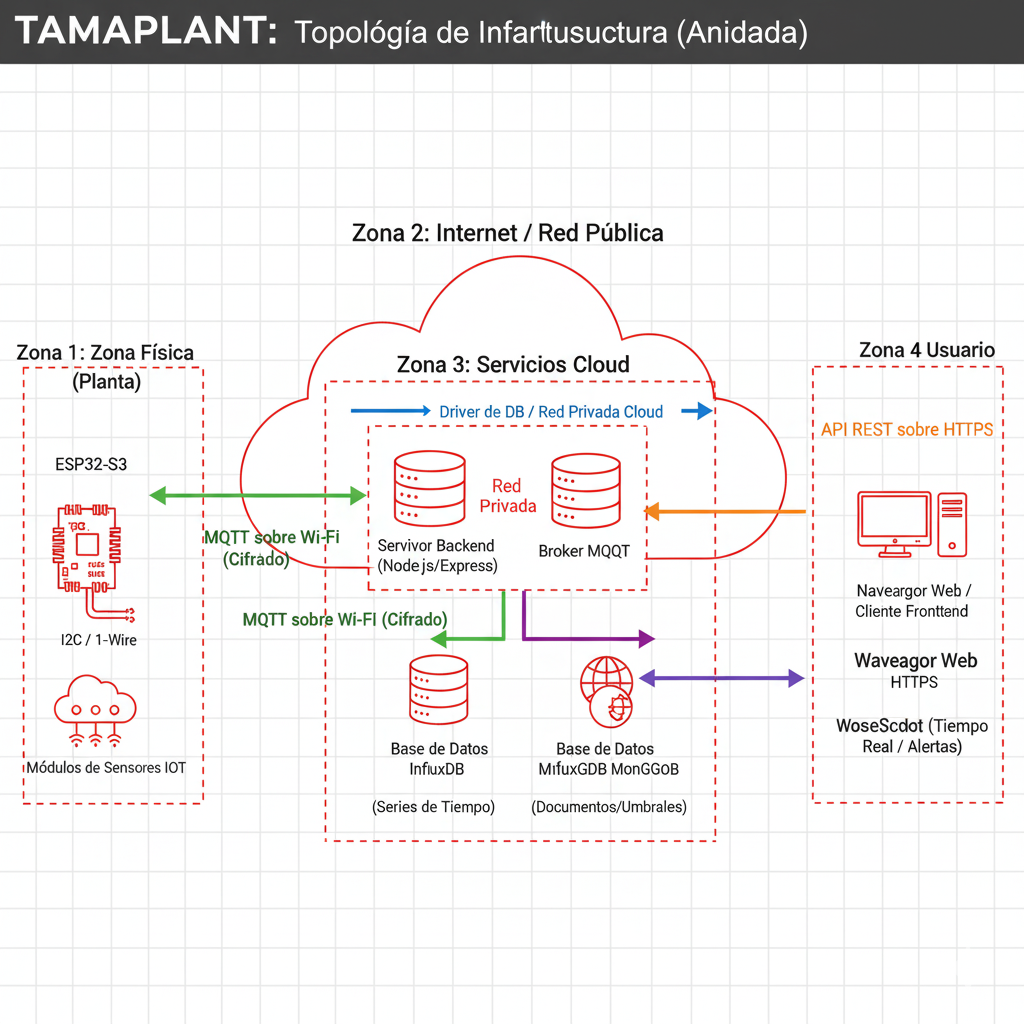 TAMAPLANT: Topológía de Infartusuctura (Anidada)
Zona 2: Internet / Red Pública
Zona 1: Zona Física
(Planta)
Zona 3: Servicios Cloud
Zona 4 Usuario
Driver de DB / Red Privada Cloud
API REST sobre HTTPS
ESP32-S3
Red
Privada
MQTT sobre Wi-Fi
(Cifrado)
Servivor Backend
(Node js/Express)
Broker MQQT
Naveargor Web /
Cliente Fronttend
MQTT sobre Wi-FI (Cifrado)
I2C / 1-Wire
Waveagor Web
HTTPS
WoseScdot (Tiempo
Real / Alertas)
Módulos de Sensores IOT
Base de Datos
InfluxDB
(Series de Tiempo)
Base de Datos
MıfuxGDB MonGGoB
(Documentos/Umbrales)